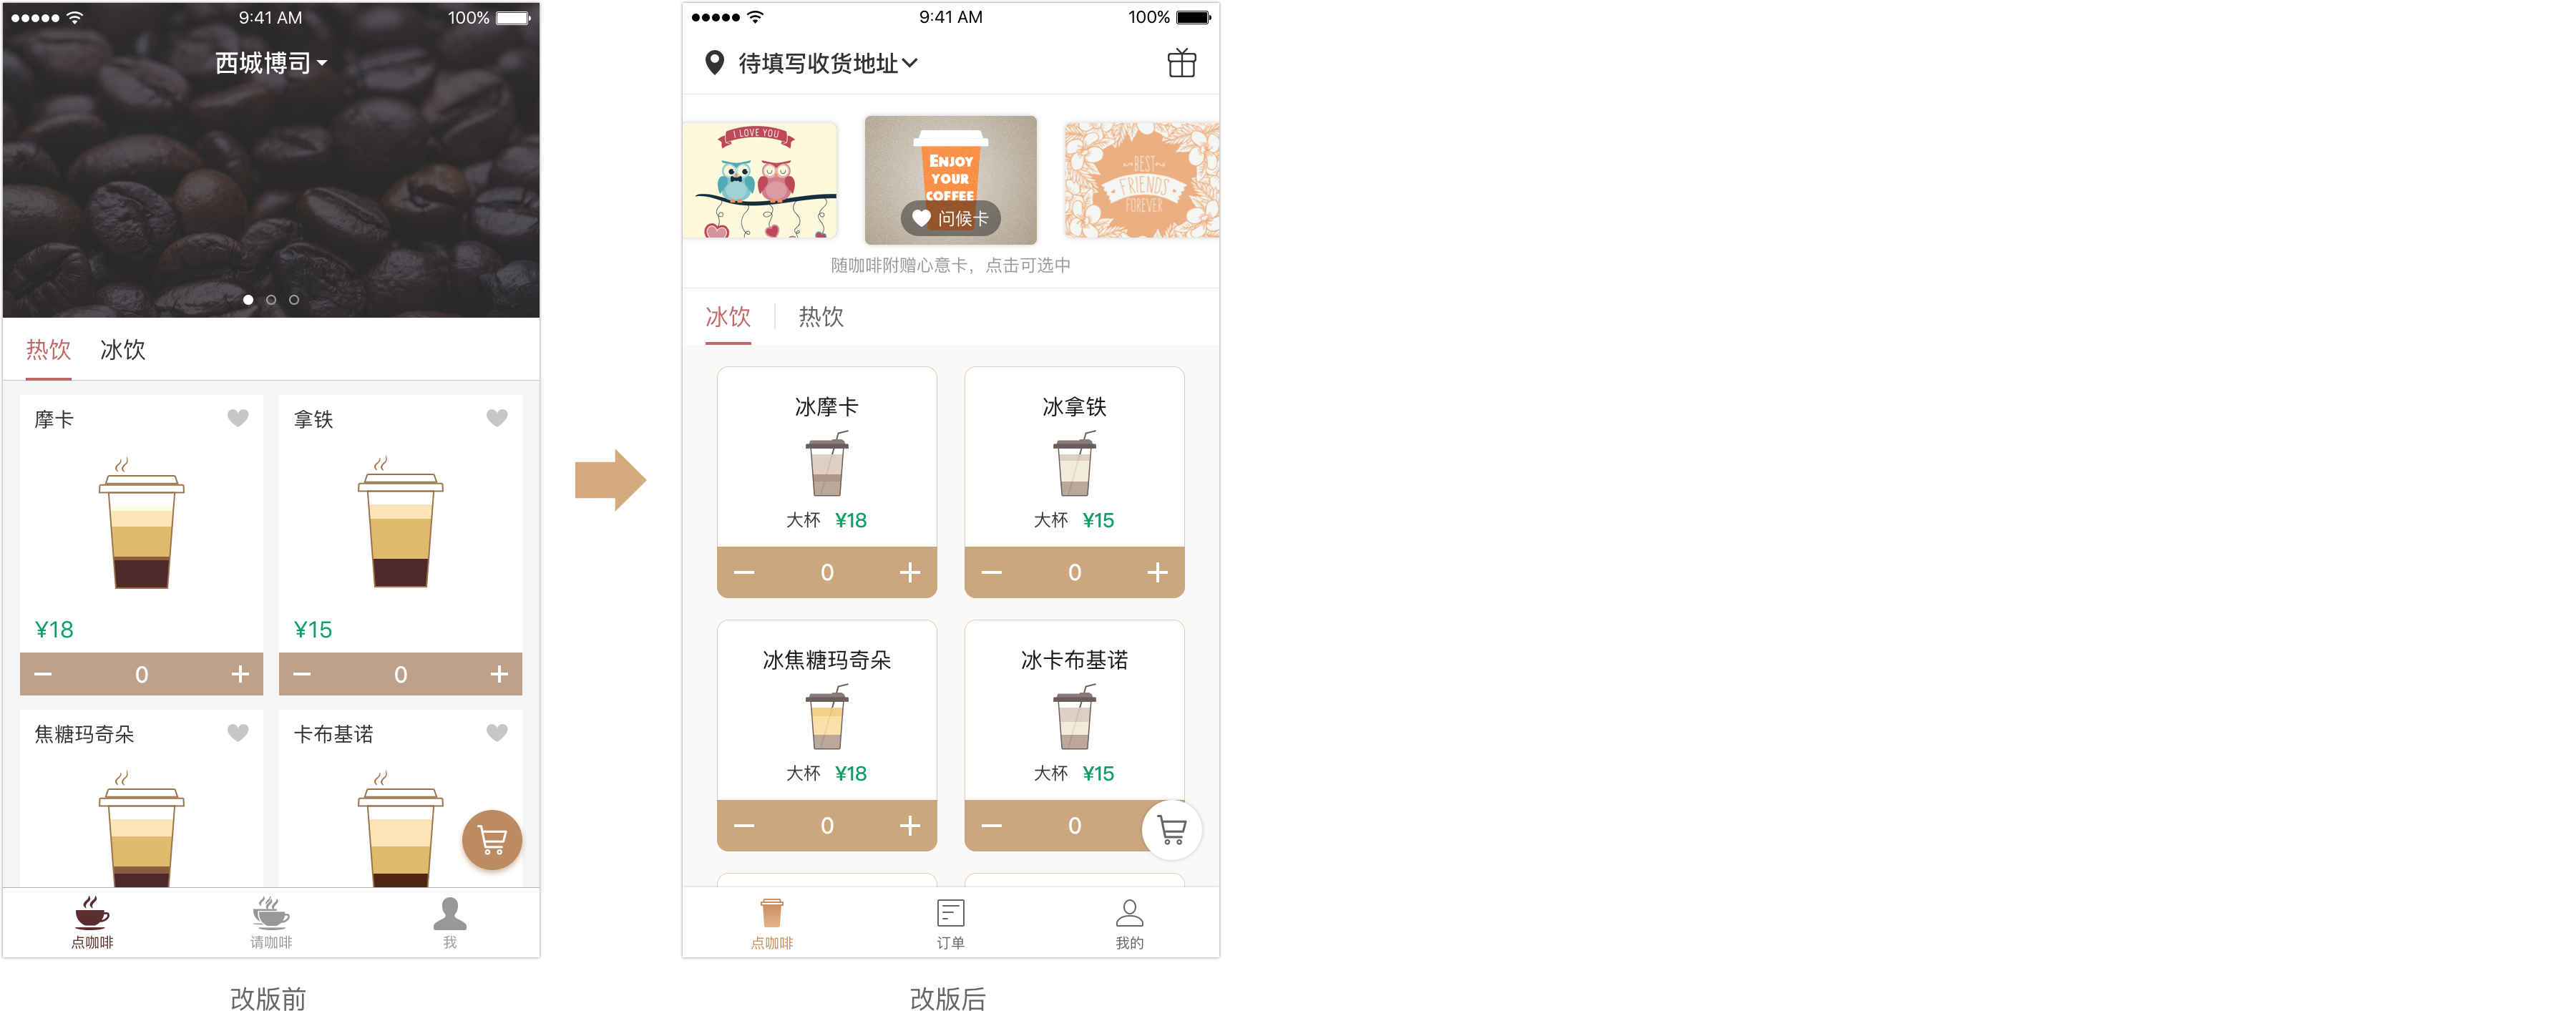 9:41 AM
100%
西城博司
热饮
冰饮
摩卡
拿铁
¥18
¥15
0
0
焦糖玛奇朵
卡布基诺
点咖啡
请咖啡
我
改版前
9:41 AM
100%
待填写收货地址
I LOVE YOU
ENJOY
YOUR
COFFEE
问候卡
BEST
FRIENDS
FOREVER
随咖啡附赠心意卡，点击可选中
冰饮
热饮
冰摩卡
冰拿铁
大杯 ¥18
大杯 ¥15
0
0
冰焦糖玛奇朵
冰卡布基诺
大杯 ¥18
大杯 ¥15
0
0
点咖啡
订单
我的
改版后